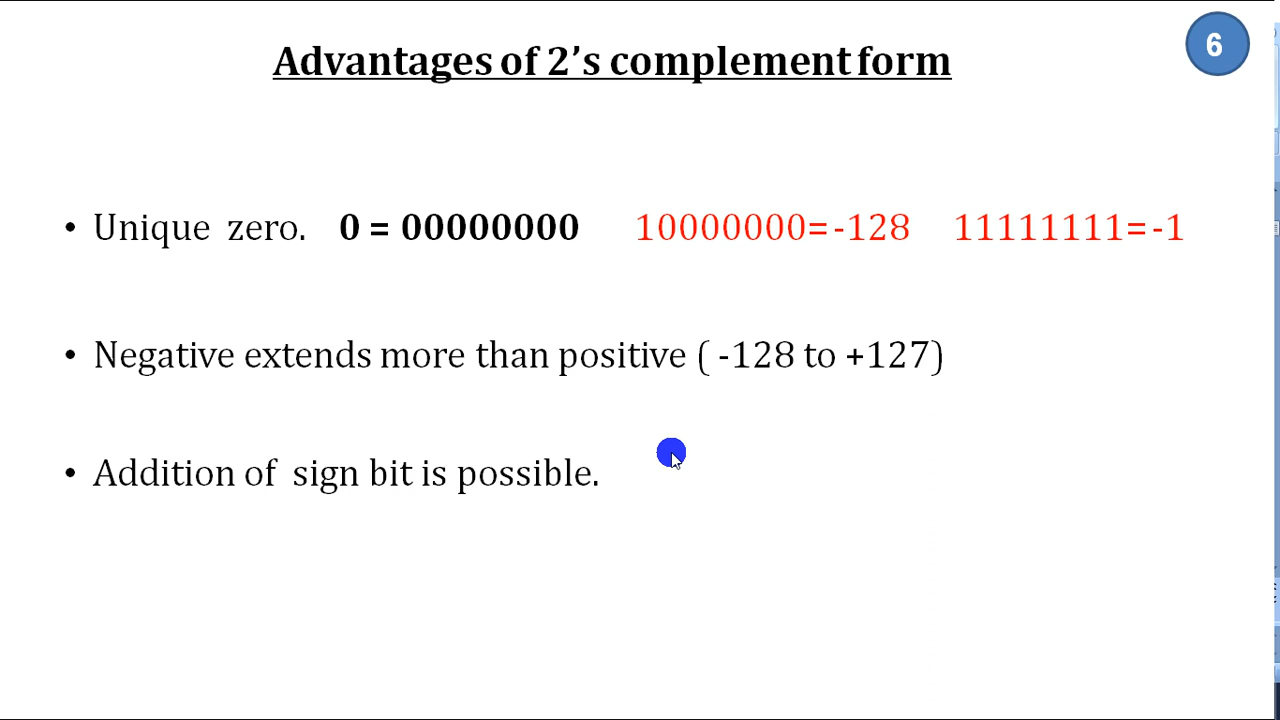 6
Advantages of 2’s complement form
• Unique zero. 0 = 00000000 10000000=-128 11111111=-1
• Negative extends more than positive ( -128 to +127)
• Addition of sign bit is possible.